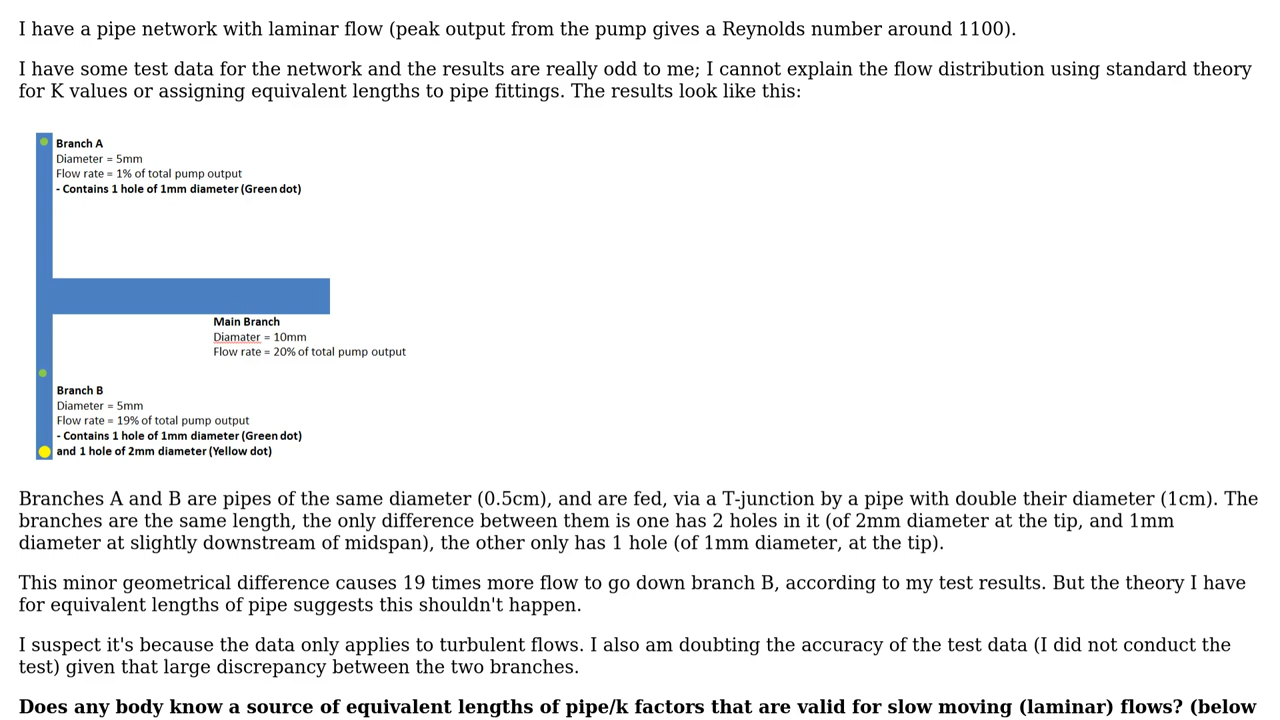 I have a pipe network with laminar flow (peak output from the pump gives a Reynolds number around 1100).
I have some test data for the network and the results are really odd to me; I cannot explain the flow distribution using standard theory
for K values or assigning equivalent lengths to pipe fittings. The results look like this:
Branch A
Diameter = 5mm
Flow rate = 1% of total pump output
- Contains 1 hole of 1mm diameter (Green dot)
Main Branch
Diamater = 10mm
Flow rate = 20% of total pump output
Branch B
Diameter = 5mm
Flow rate = 19% of total pump output
- Contains 1 hole of 1mm diameter (Green dot)
and 1 hole of 2mm diameter (Yellow dot)
Branches A and B are pipes of the same diameter (0.5cm), and are fed, via a T-junction by a pipe with double their diameter (1cm). The
branches are the same length, the only difference between them is one has 2 holes in it (of 2mm diameter at the tip, and 1mm
diameter at slightly downstream of midspan), the other only has 1 hole (of 1mm diameter, at the tip).
This minor geometrical difference causes 19 times more flow to go down branch B, according to my test results. But the theory I have
for equivalent lengths of pipe suggests this shouldn't happen.
I suspect it's because the data only applies to turbulent flows. I also am doubting the accuracy of the test data (I did not conduct the
test) given that large discrepancy between the two branches.
Does any body know a source of equivalent lengths of pipe/k factors that are valid for slow moving (laminar) flows? (below